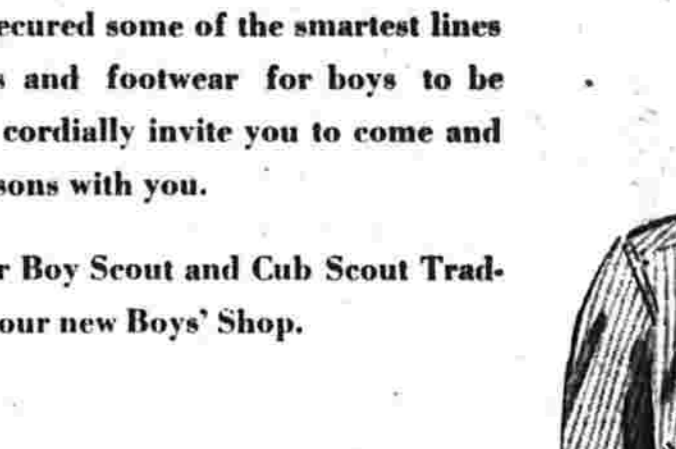 ecured some of the smartest lines
s and footwear for boys to be
cordially invite you to come and
sons with you.
r Boy Scout and Cub Scout Trad-
our new Boys' Shop.